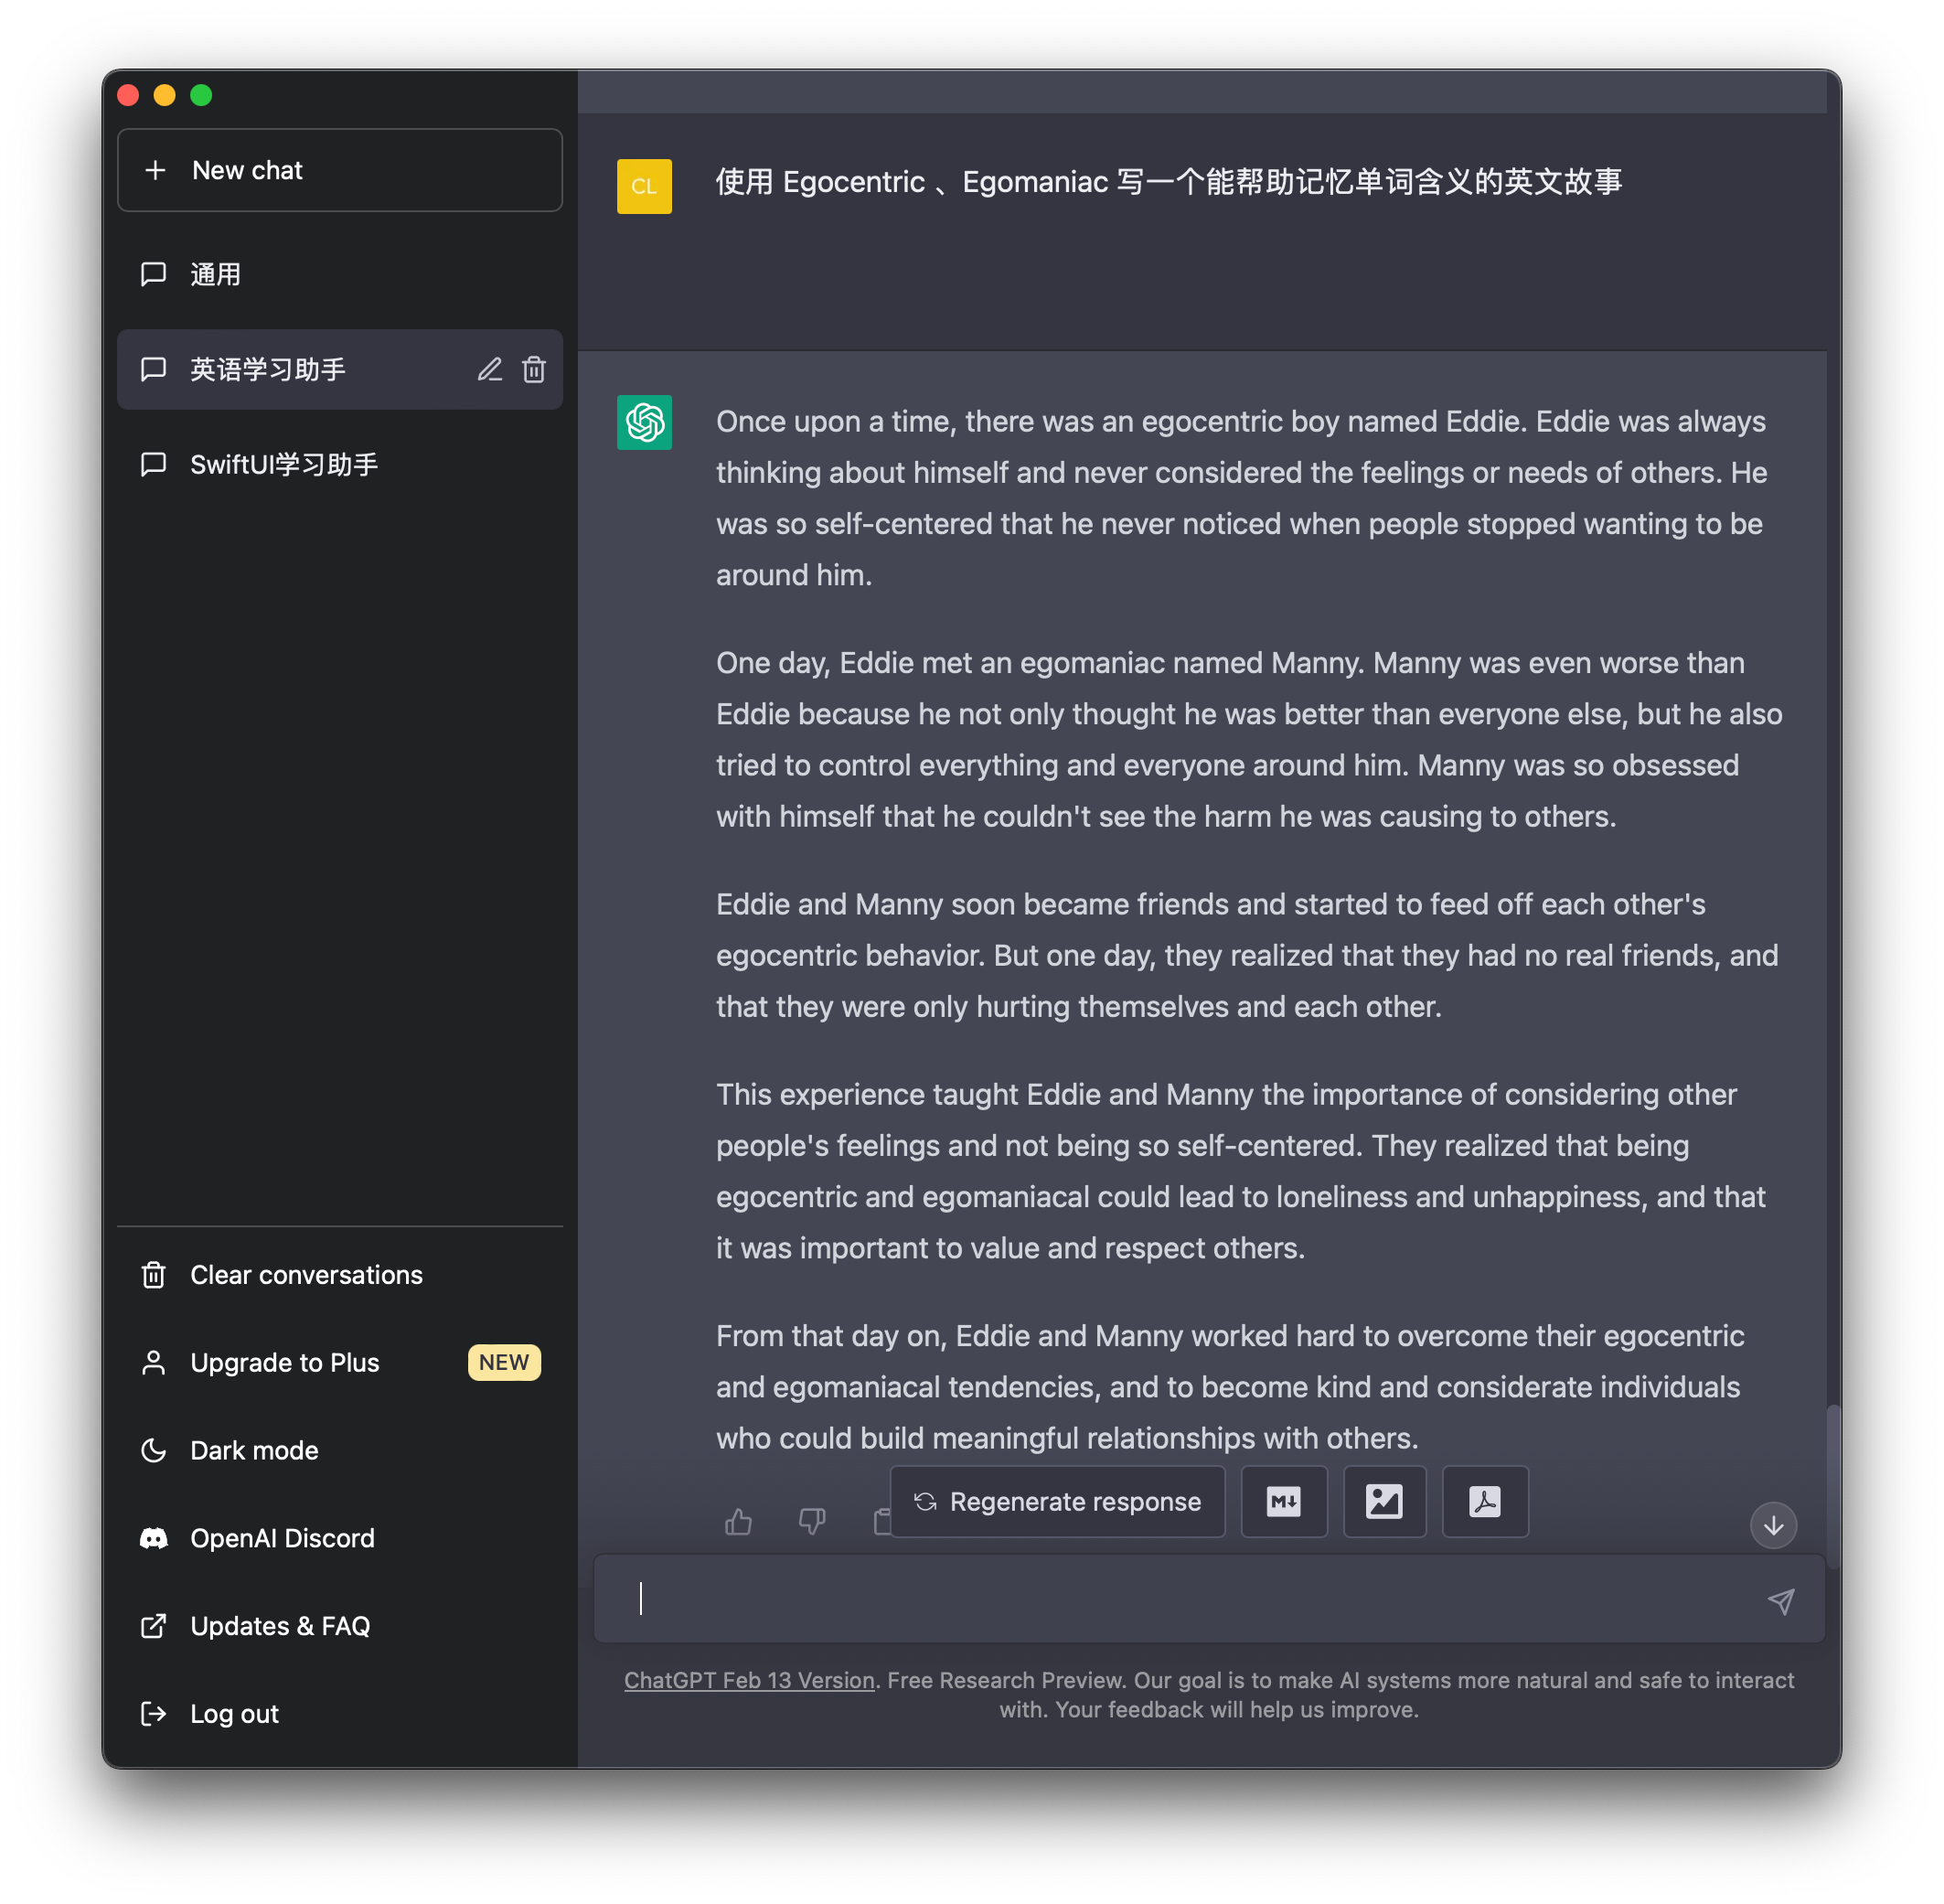 New chat
通用
英语学习助手
SwiftUI学习助手
Clear conversations
Upgrade to Plus
NEW
Dark mode
OpenAI Discord
Updates & FAQ
Log out
CL
使用 Egocentric 、Egomaniac 写一个能帮助记忆单词含义的英文故事
Once upon a time, there was an egocentric boy named Eddie. Eddie was always
thinking about himself and never considered the feelings or needs of others. He
was so self-centered that he never noticed when people stopped wanting to be
around him.
One day, Eddie met an egomaniac named Manny. Manny was even worse than
Eddie because he not only thought he was better than everyone else, but he also
tried to control everything and everyone around him. Manny was so obsessed
with himself that he couldn't see the harm he was causing to others.
Eddie and Manny soon became friends and started to feed off each other's
egocentric behavior. But one day, they realized that they had no real friends, and
that they were only hurting themselves and each other.
This experience taught Eddie and Manny the importance of considering other
people's feelings and not being so self-centered. They realized that being
egocentric and egomaniacal could lead to loneliness and unhappiness, and that
it was important to value and respect others.
From that day on, Eddie and Manny worked hard to overcome their egocentric
and egomaniacal tendencies, and to become kind and considerate individuals
who could build meaningful relationships with others.
Regenerate response
M
ChatGPT Feb 13 Version. Free Research Preview. Our goal is to make AI systems more natural and safe to interact
with. Your feedback will help us improve.